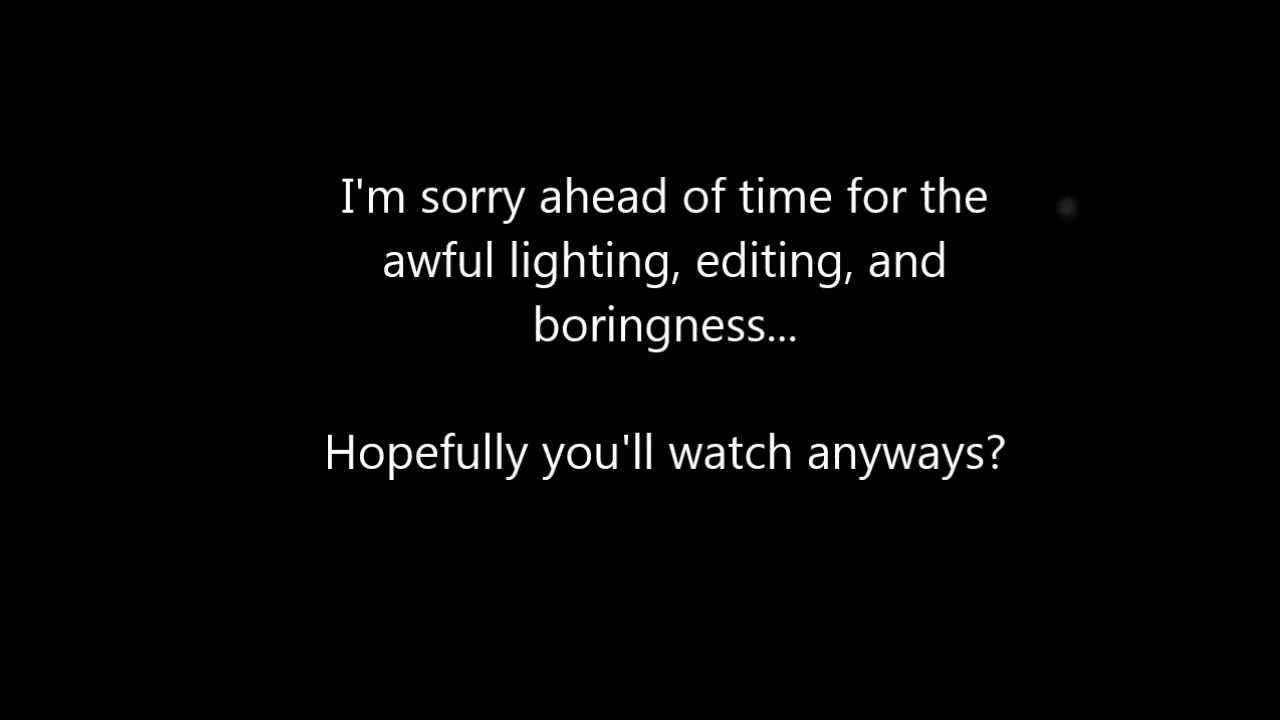 I'm sorry ahead of time for the
awful lighting, editing, and
boringness...
Hopefully you'll watch anyways?